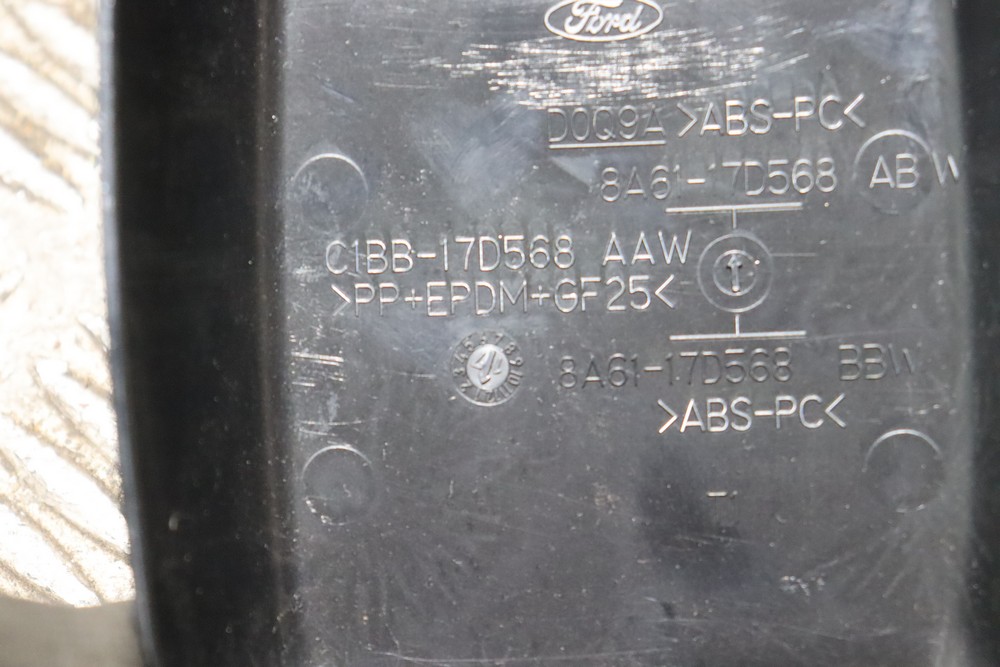 Ford
D0Q9A >ABS-PC<
8A61-17D568 AB W
C1BB-17D568 AAW
>PP+EPDM+GF25<
8A61-17D568 BBW
>ABS-PC<